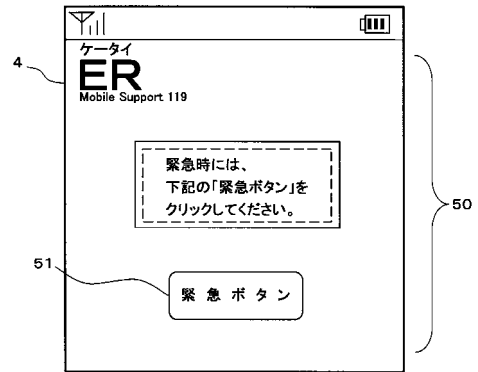 ケータイ
4
ER
Mobile Support 119
緊急時には、
下記の「緊急ボタン」を
クリックしてください。
50
51
緊急ボタン